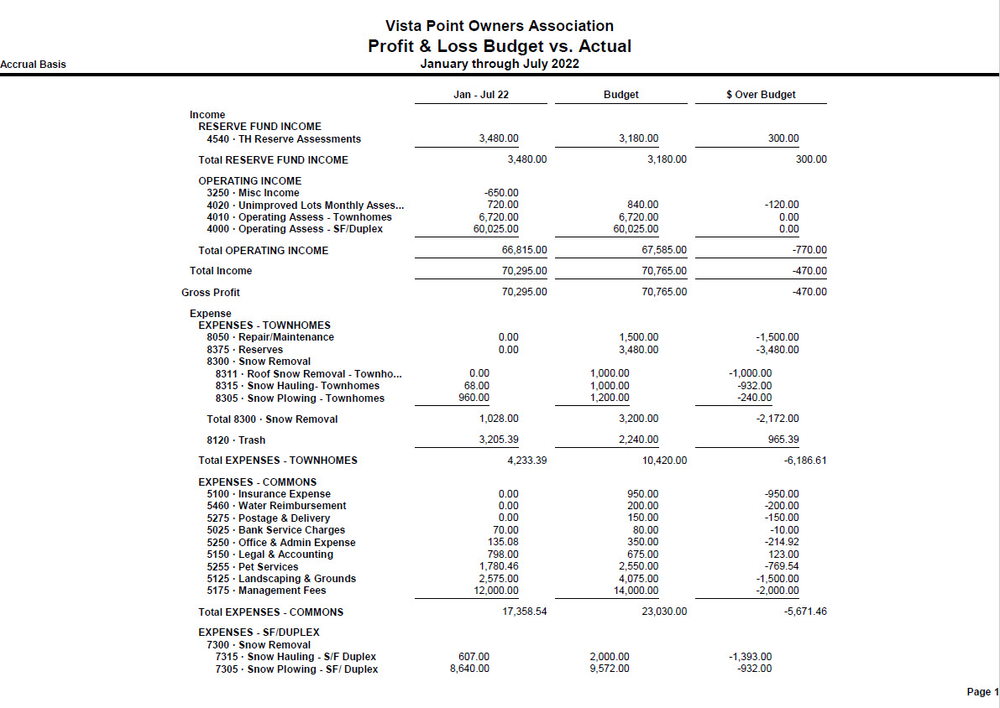 Vista Point Owners Association
Profit & Loss Budget vs. Actual
Accrual Basis January through July 2022
Jan - Jul 22 Budget $ Over Budget
Income
RESERVE FUND INCOME
4540 · TH Reserve Assessments 3,480.00 3,180.00 300.00
Total RESERVE FUND INCOME 3,480.00 3,180.00 300.00
OPERATING INCOME
3250 · Misc Income -650.00
4020 · Unimproved Lots Monthly Asses... 720.00 840.00 -120.00
4010 · Operating Assess - Townhomes 6,720.00 6,720.00 0.00
4000 · Operating Assess - SF/Duplex 60,025.00 60,025.00 0.00
Total OPERATING INCOME 66,815.00 67,585.00 -770.00
Total Income 70,295.00 70,765.00 -470.00
Gross Profit 70,295.00 70,765.00 -470.00
Expense
EXPENSES - TOWNHOMES
8050 · Repair/Maintenance 0.00 1,500.00 -1,500.00
8375 · Reserves 0.00 3,480.00 -3,480.00
8300 · Snow Removal
8311 · Roof Snow Removal - Townho... 0.00 1,000.00 -1,000.00
8315 · Snow Hauling- Townhomes 68.00 1,000.00 -932.00
8305 · Snow Plowing - Townhomes 960.00 1,200.00 -240.00
Total 8300 · Snow Removal 1,028.00 3,200.00 -2,172.00
8120 · Trash 3,205.39 2,240.00 965.39
Total EXPENSES - TOWNHOMES 4,233.39 10,420.00 -6,186.61
EXPENSES - COMMONS
5100 · Insurance Expense 0.00 950.00 -950.00
5460 · Water Reimbursement 0.00 200.00 -200.00
5275 · Postage & Delivery 0.00 150.00 -150.00
5025 · Bank Service Charges 70.00 80.00 -10.00
5250 · Office & Admin Expense 135.08 350.00 -214.92
5150 · Legal & Accounting 798.00 675.00 123.00
5255 · Pet Services 1,780.46 2,550.00 -769.54
5125 · Landscaping & Grounds 2,575.00 4,075.00 -1,500.00
5175 · Management Fees 12,000.00 14,000.00 -2,000.00
Total EXPENSES - COMMONS 17,358.54 23,030.00 -5,671.46
EXPENSES - SF/DUPLEX
7300 · Snow Removal
7315 · Snow Hauling - S/F Duplex 607.00 2,000.00 -1,393.00
7305 · Snow Plowing - SF/ Duplex 8,640.00 9,572.00 -932.00
Page 1